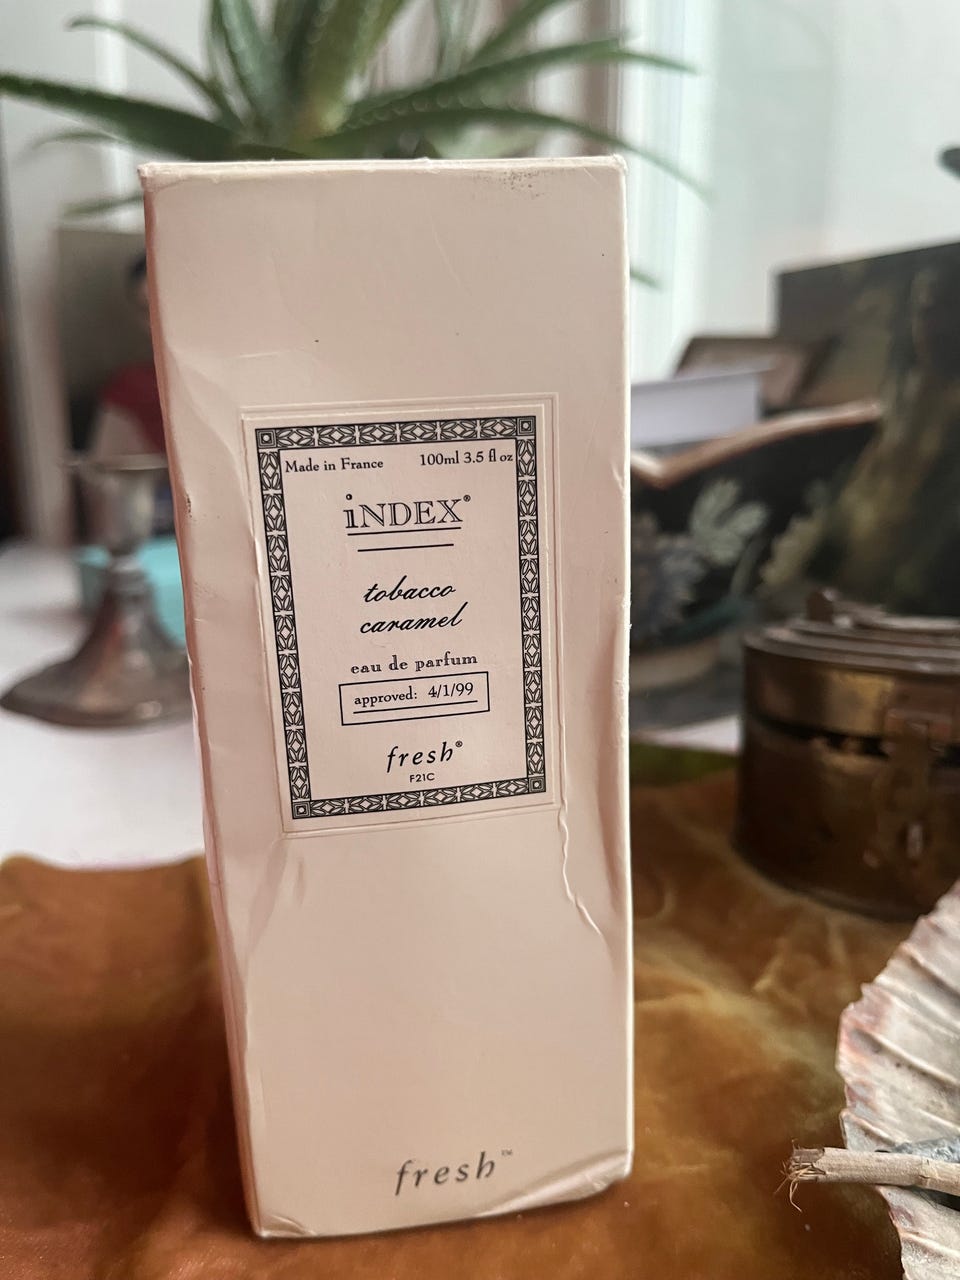 Made in France 100ml 3.5 fl oz
iNDEX®
tobacco
caramel
eau de parfum
approved: 4/1/99
fresh®
F21C
fresh™